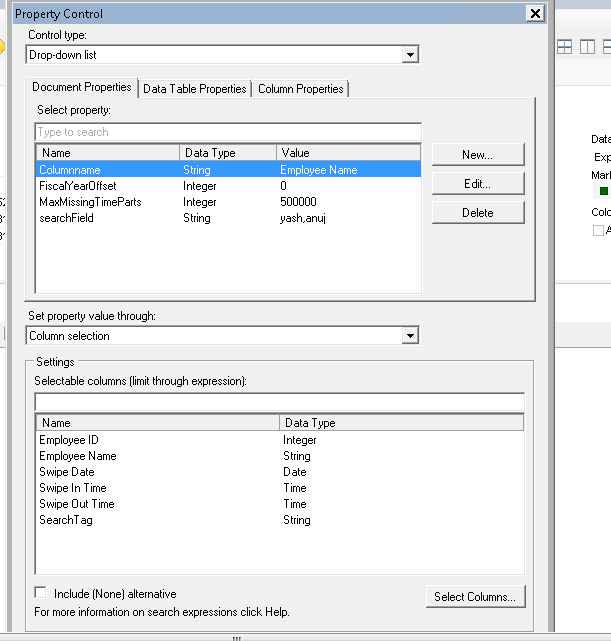 Property Control
Control type:
Drop-down list
Document Properties Data Table Properties Column Properties
Select property:
Type to search
Name Data Type Value
Columnname String Employee Name
FiscalYearOffset Integer 0
MaxMissingTimeParts Integer 500000
searchField String yash,anuj
New...
Edit...
Delete
Set property value through:
Column selection
Settings
Selectable columns (limit through expression):
Name Data Type
Employee ID Integer
Employee Name String
Swipe Date Date
Swipe In Time Time
Swipe Out Time Time
SearchTag String
Include (None) alternative
Select Columns...
For more information on search expressions click Help.
Data
Exp
Mark
Colo
A